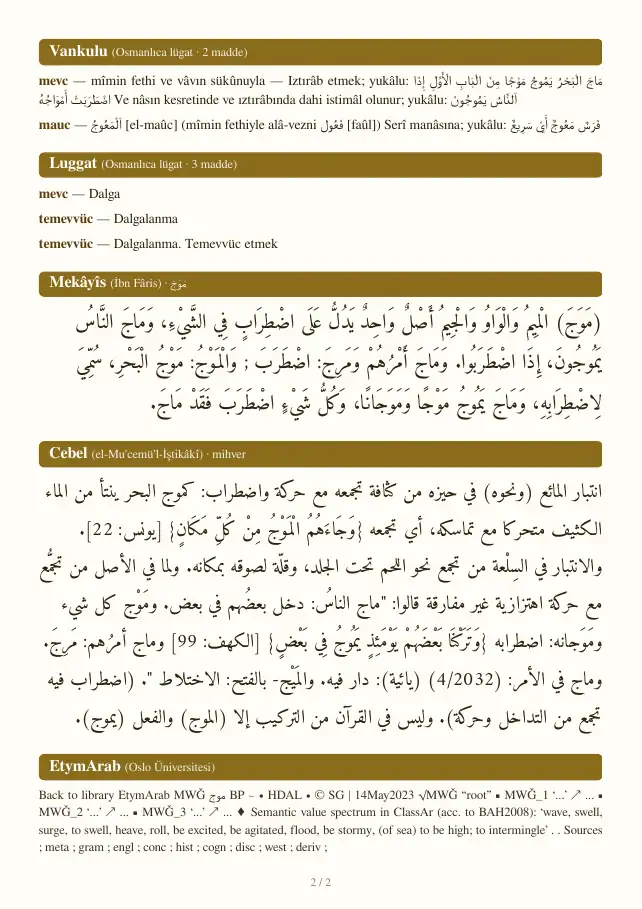 Vankulu (Osmanlıca lügat · 2 madde)
mevc — mîmin fethi ve vâvın sükûnuyla — Iztırâb etmek; yukâlu: مَاجَ الْبَحْرُ يَمُوجُ مَوْجًا مِنَ الْبَابِ الْأَوَّلِ إِذَا
اضْطَرَبَتْ أَمْوَاجُهُ Ve nâsın kesretinde ve ıztırâbında dahi istimâl olunur; yukâlu: اَلنَّاسُ يَمُوجُونَ
mauc — اَلْمَعُوجُ [el-maûc] (mîmin fethiyle alâ-vezni فَعُول [faûl]) Serî manâsına; yukâlu: فَرَسٌ مَعُوجٌ أَيْ سَرِيعٌ
Luggat (Osmanlıca lügat · 3 madde)
mevc — Dalga
temevvüc — Dalgalanma
temevvüc — Dalgalanma. Temevvüc etmek
Mekâyîs (İbn Fâris) · مَوَجَ
(مَوَجَ) الْمِيمُ وَالْوَاوُ وَالْجِيمُ أَصْلٌ وَاحِدٌ يَدُلُّ عَلَى اضْطِرَابٍ فِي الشَّيْءِ، وَمَاجَ النَّاسُ
يَمُوجُونَ، إِذَا اضْطَرَبُوا. وَمَاجَ أَمْرُهُمْ وَمَرِجَ: اضْطَرَبَ ; وَالْمَوْجُ: مَوْجُ الْبَحْرِ، سُمِّيَ
لِاضْطِرَابِهِ، وَمَاجَ يَمُوجُ مَوْجًا وَمَوَجَانًا، وَكُلُّ شَيْءٍ اضْطَرَبَ فَقَدْ مَاجَ.
Cebel (el-Mu'cemü'l-İştikâkî) · mihver
انتبار المائع (ونحوه) في حيزه من كثافة تجمعه مع حركة واضطراب: كموج البحر ينتأ من الماء
الكثيف متحركا مع تماسكه، أي تجمعه {وَجَاءَهُمُ الْمَوْجُ مِنْ كُلِّ مَكَانٍ} [يونس: 22].
والانتبار في السِلْعة من تجمع نحو اللحم تحت الجلد، وقلّة لصوقه بمكانه. ولما في الأصل من تجمُّع
مع حركة اهتزازية غير مفارقة قالوا: "ماج الناسُ: دخل بعضُهم في بعض. ومَوْج كل شيء
ومَوَجانه: اضطرابه {وَتَرَكْنَا بَعْضَهُمْ يَوْمَئِذٍ يَمُوجُ فِي بَعْضٍ} [الكهف: 99] وماج أمرُهم: مَرِجَ.
وماج في الأمر: (4/2032) (يائية): دار فيه. والمَيْج- بالفتح: الاختلاط ". (اضطراب فيه
تجمع من التداخل وحركة). وليس في القرآن من التركيب إلا (الموج) والفعل (يموج).
EtymArab (Oslo Üniversitesi)
Back to library EtymArab MWǦ موج BP – • HDAL • © SG | 14May2023 √MWǦ “root” ▪ MWǦ_1 ‘...’ ↗ ... ▪
MWǦ_2 ‘...’ ↗ ... ▪ MWǦ_3 ‘...’ ↗ ... ♦ Semantic value spectrum in ClassAr (acc. to BAH2008): ‘wave, swell,
surge, to swell, heave, roll, be excited, be agitated, flood, be stormy, (of sea) to be high; to intermingle’ . . Sources
; meta ; gram ; engl ; conc ; hist ; cogn ; disc ; west ; deriv ;
2 / 2